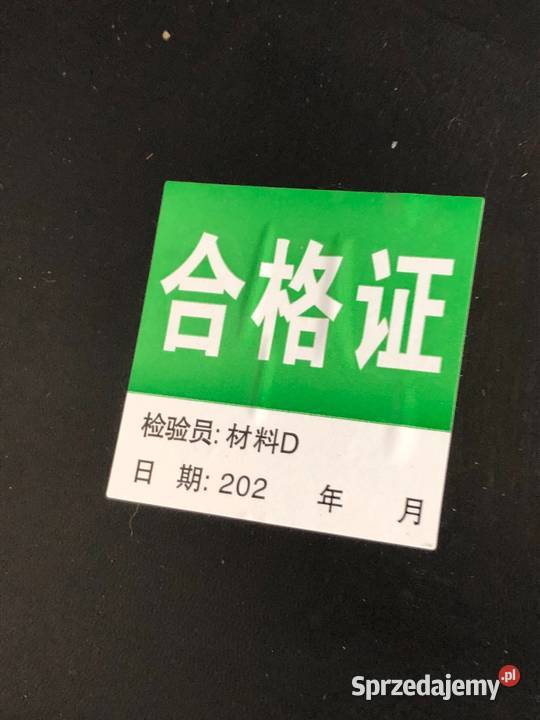 合格证
检验员: 材料D
日 期: 202 年 月
Sprzedajemy.pl